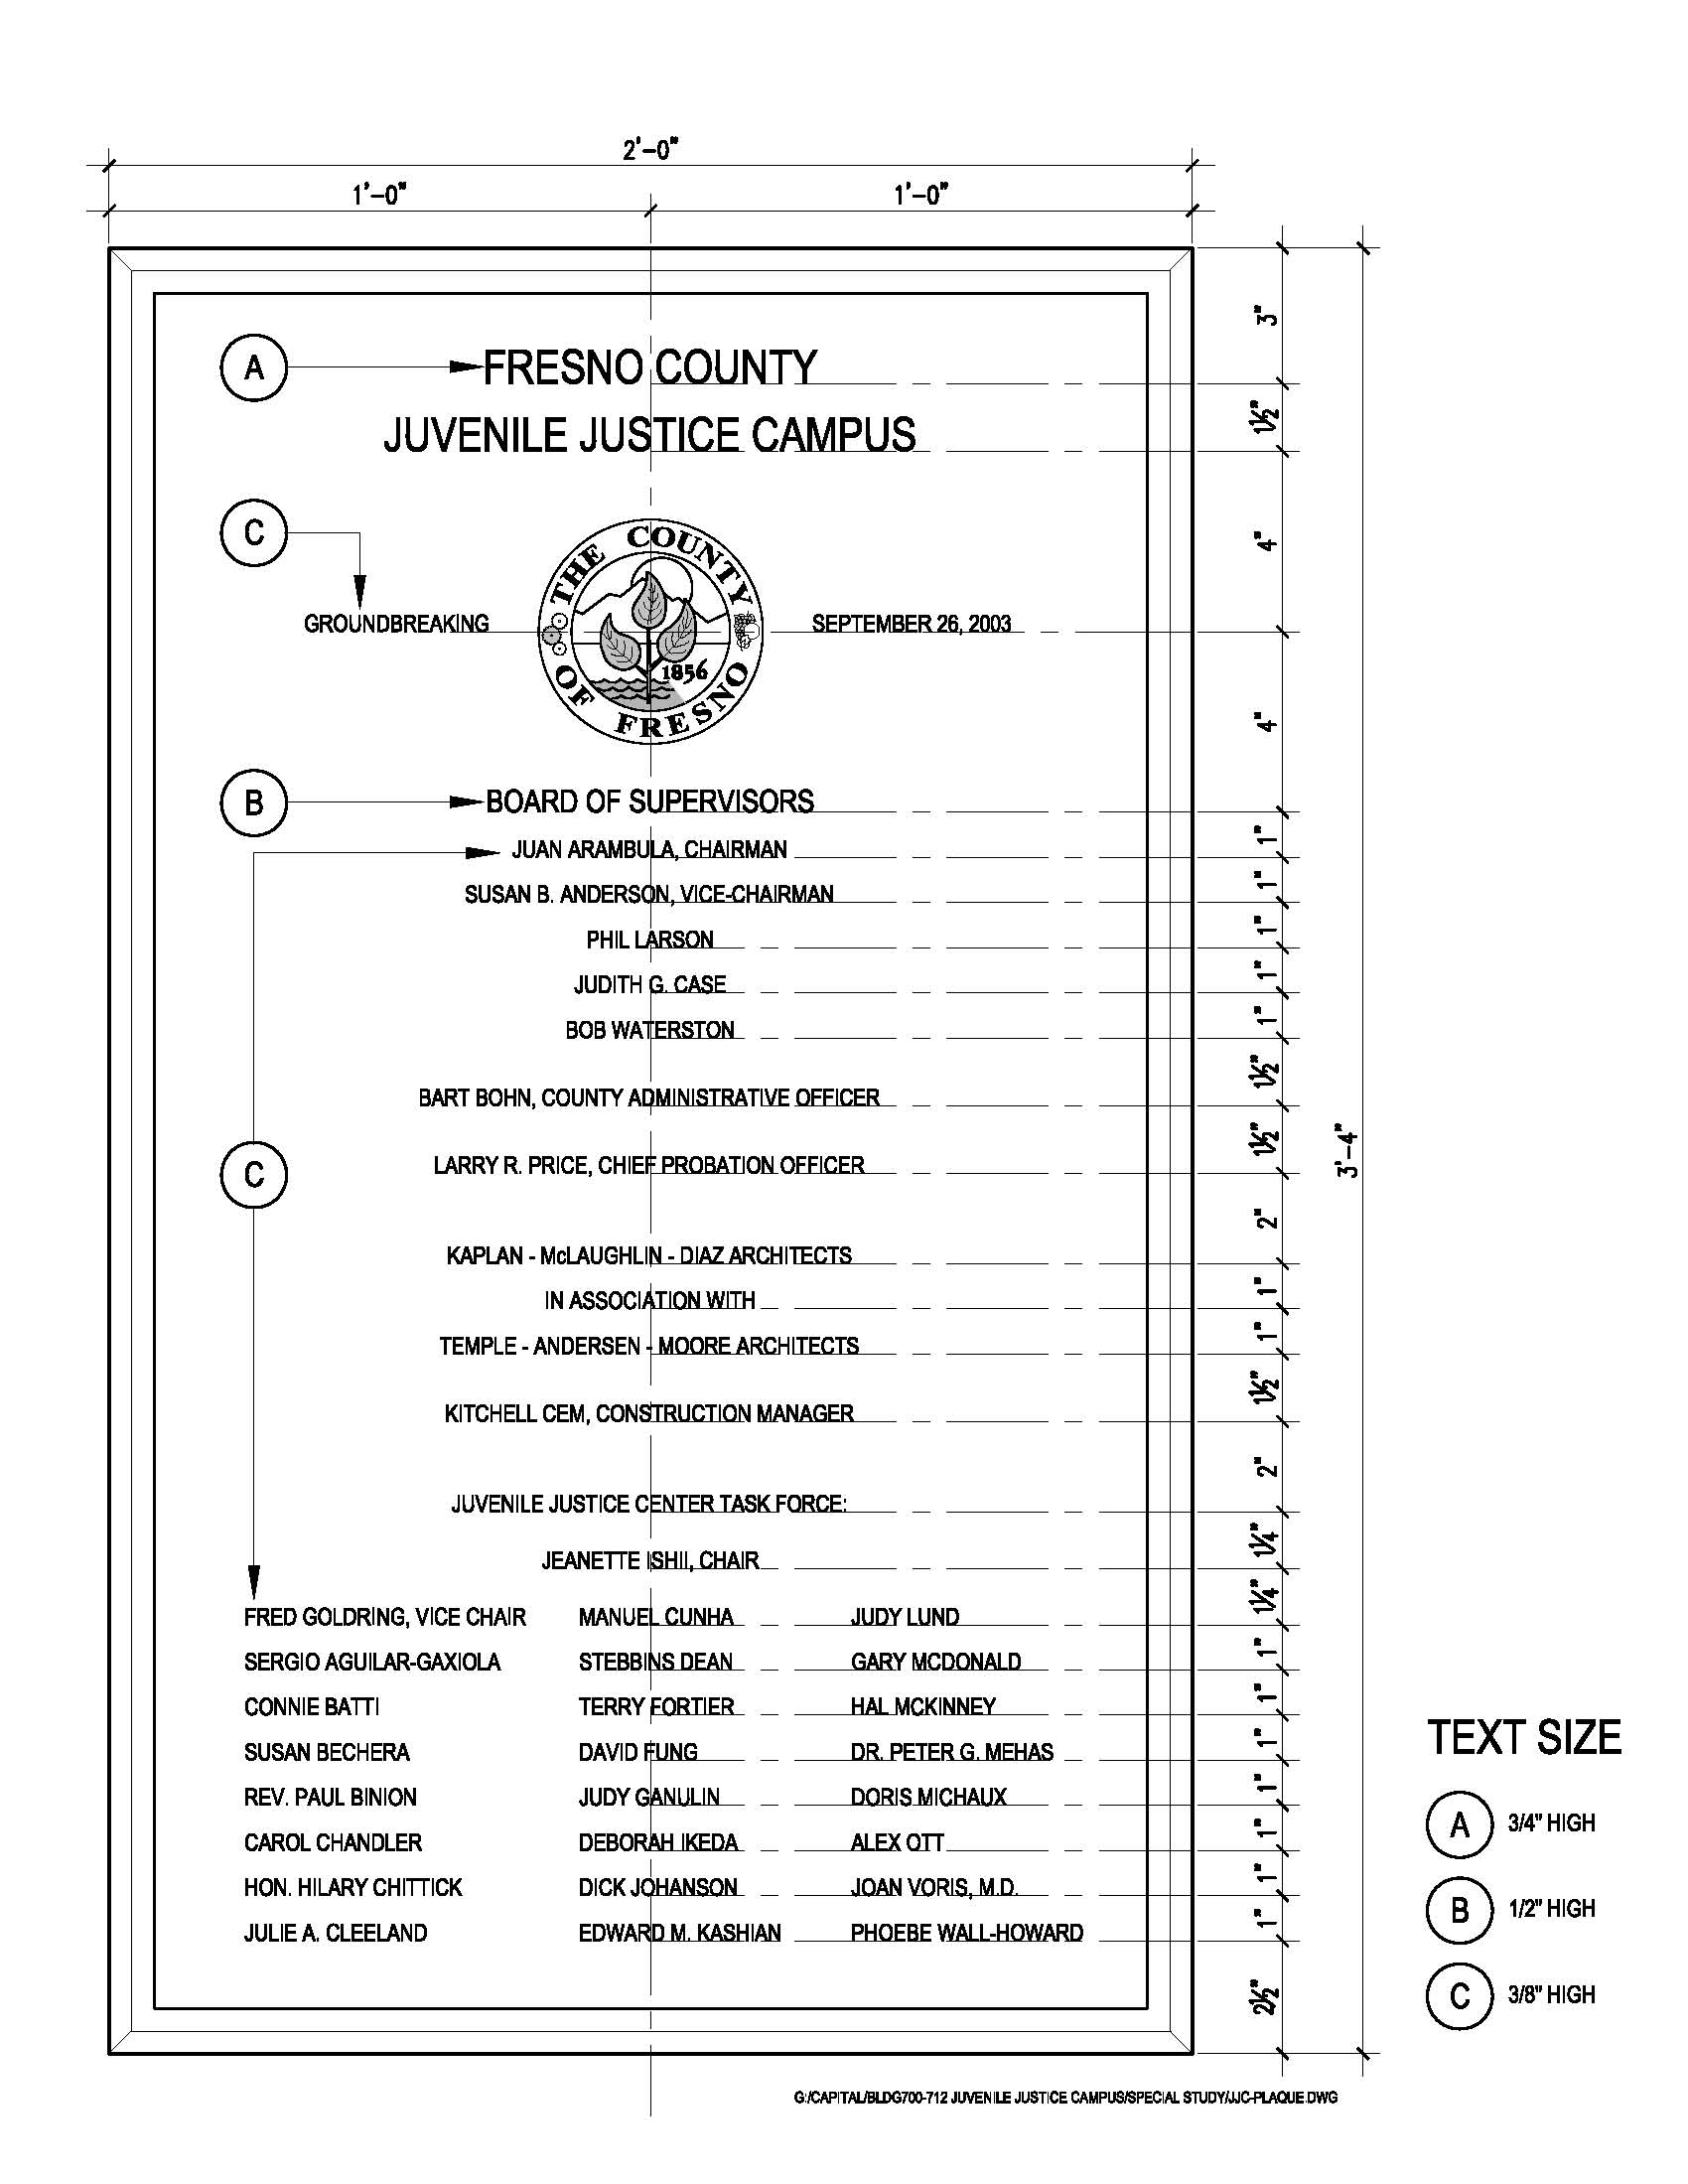 2'-0"
1'-0" 1'-0"
3"
A FRESNO COUNTY
1½"
JUVENILE JUSTICE CAMPUS
4"
C
THE COUNTY OF FRESNO
1856
GROUNDBREAKING SEPTEMBER 26, 2003
4"
B BOARD OF SUPERVISORS
1"
JUAN ARAMBULA, CHAIRMAN
1"
SUSAN B. ANDERSON, VICE-CHAIRMAN
1"
PHIL LARSON
1"
JUDITH G. CASE
1"
BOB WATERSTON
1½"
BART BOHN, COUNTY ADMINISTRATIVE OFFICER
1½"
3'-4"
C LARRY R. PRICE, CHIEF PROBATION OFFICER
2"
KAPLAN - McLAUGHLIN - DIAZ ARCHITECTS
1"
IN ASSOCIATION WITH
1"
TEMPLE - ANDERSEN - MOORE ARCHITECTS
1½"
KITCHELL CEM, CONSTRUCTION MANAGER
2"
JUVENILE JUSTICE CENTER TASK FORCE:
1¼"
JEANETTE ISHII, CHAIR
1¼"
FRED GOLDRING, VICE CHAIR MANUEL CUNHA JUDY LUND
1"
SERGIO AGUILAR-GAXIOLA STEBBINS DEAN GARY MCDONALD
1"
CONNIE BATTI TERRY FORTIER HAL MCKINNEY
1"
SUSAN BECHERA DAVID FUNG DR. PETER G. MEHAS
1"
REV. PAUL BINION JUDY GANULIN DORIS MICHAUX
1"
CAROL CHANDLER DEBORAH IKEDA ALEX OTT
1"
HON. HILARY CHITTICK DICK JOHANSON JOAN VORIS, M.D.
1"
JULIE A. CLEELAND EDWARD M. KASHIAN PHOEBE WALL-HOWARD
2½"
TEXT SIZE
A 3/4" HIGH
B 1/2" HIGH
C 3/8" HIGH
G:/CAPITAL/BLDG700-712 JUVENILE JUSTICE CAMPUS/SPECIAL STUDY/JJC-PLAQUE.DWG